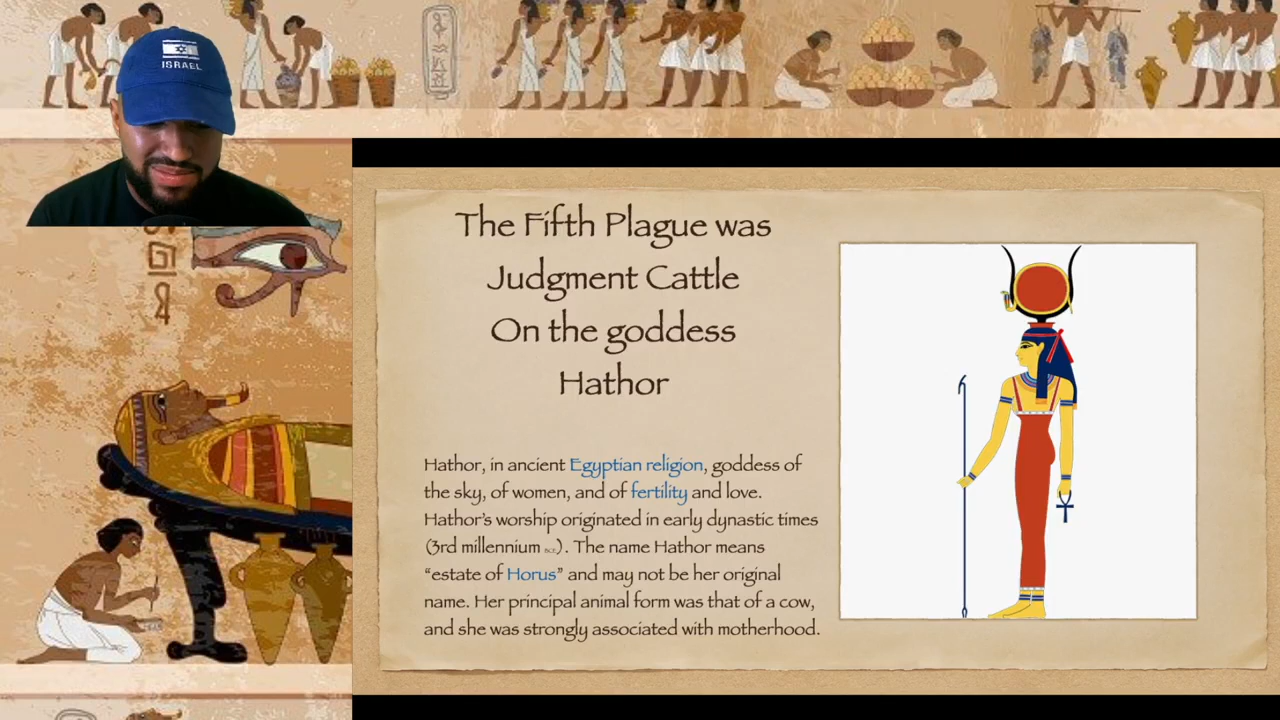 ISRAEL
The Fifth Plague was
Judgment Cattle
On the goddess
Hathor
Hathor, in ancient Egyptian religion, goddess of
the sky, of women, and of fertility and love.
Hathor's worship originated in early dynastic times
(3rd millennium BCE). The name Hathor means
“estate of Horus” and may not be her original
name. Her principal animal form was that of a cow,
and she was strongly associated with motherhood.